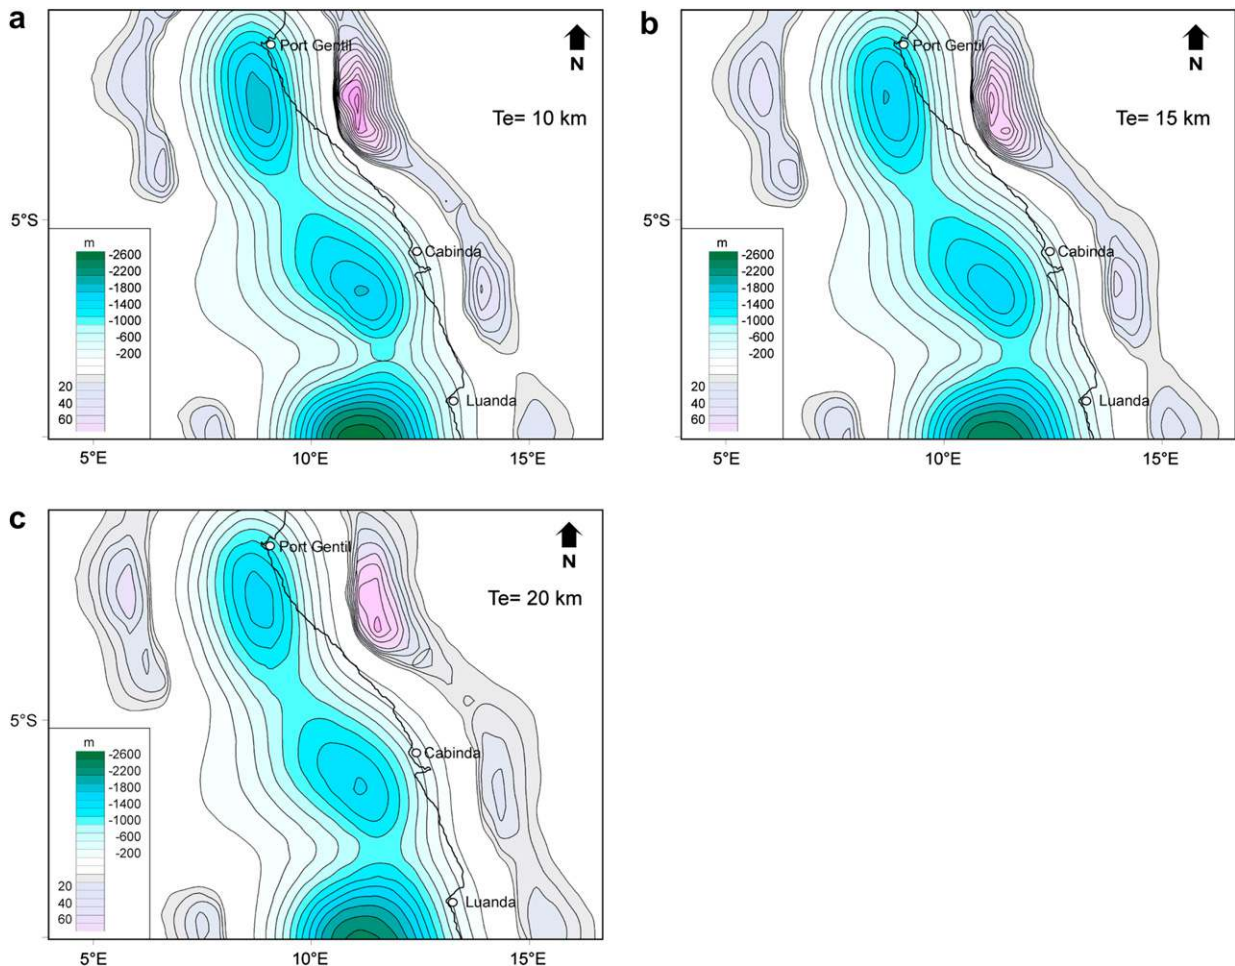 a
Port Gentil
N
Te= 10 km
5°S
Cabinda
m
-2600
-2200
-1800
-1400
-1000
-600
-200
20
40
60
Luanda
5°E
10°E
15°E
b
Port Gentil
N
Te= 15 km
5°S
Cabinda
m
-2600
-2200
-1800
-1400
-1000
-600
-200
20
40
60
Luanda
5°E
10°E
15°E
c
Port Gentil
N
Te= 20 km
5°S
Cabinda
m
-2600
-2200
-1800
-1400
-1000
-600
-200
20
40
60
Luanda
5°E
10°E
15°E